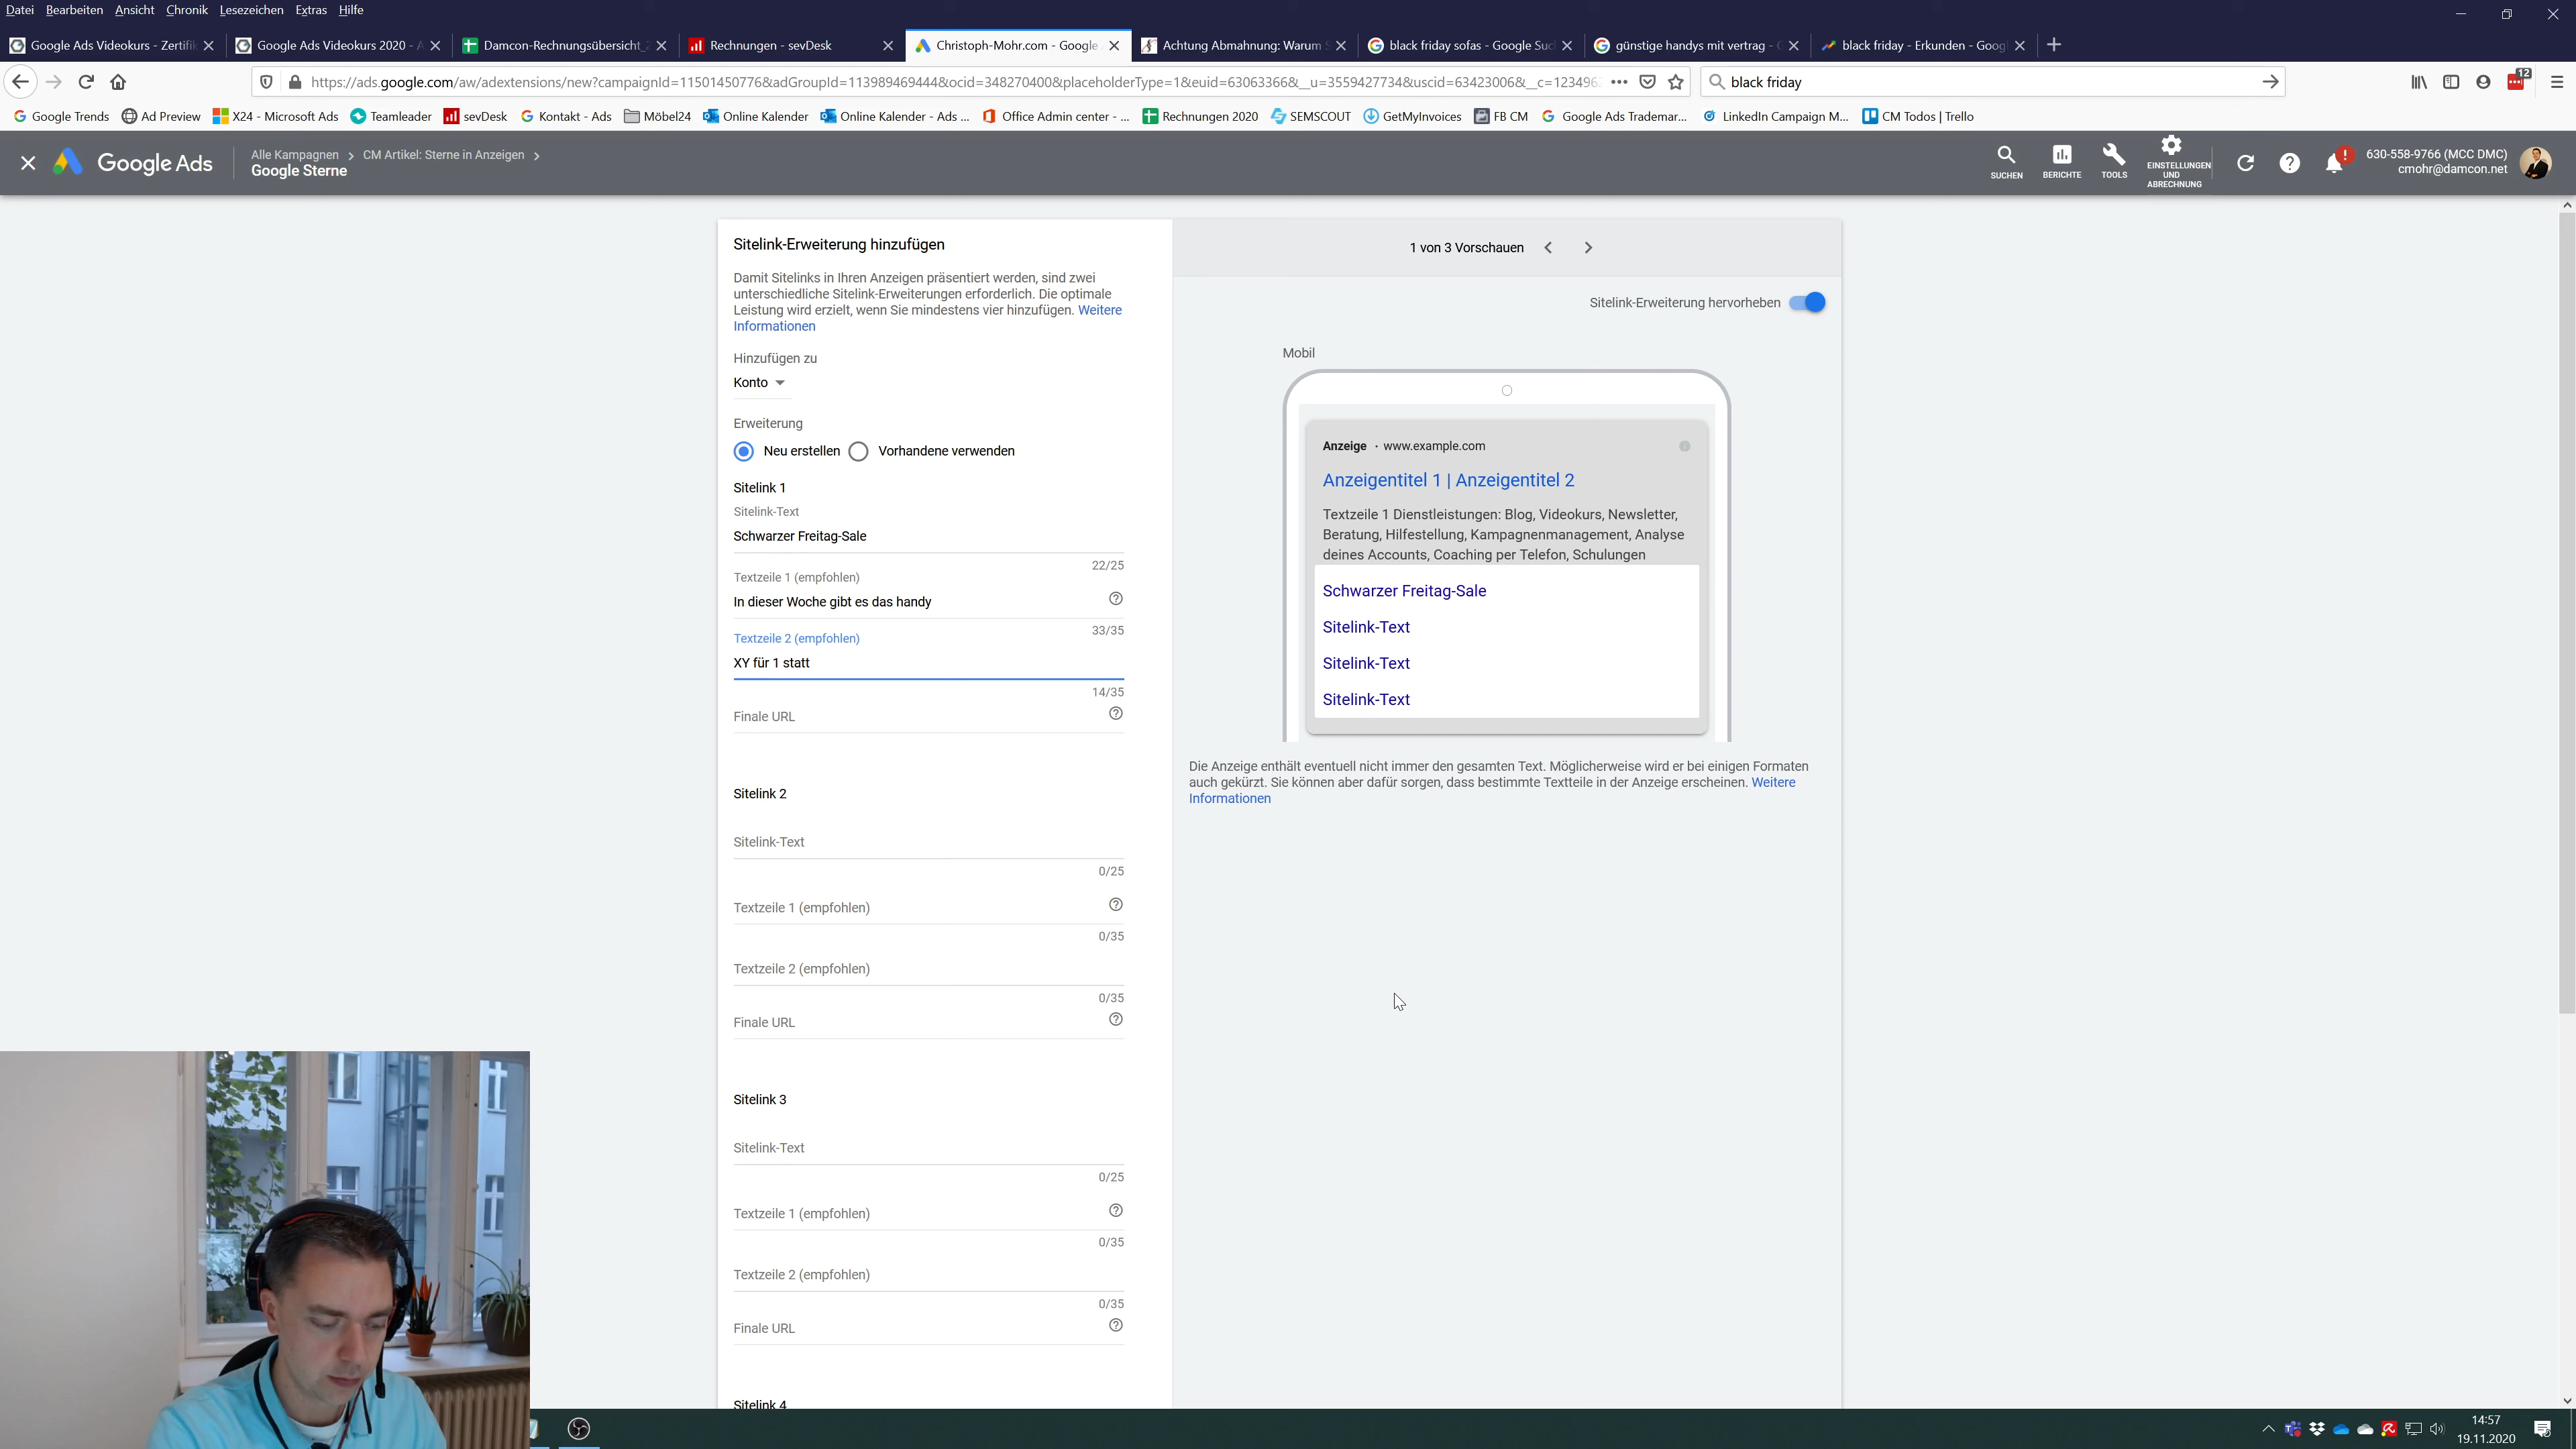 Datei Bearbeiten Ansicht Chronik Lesezeichen Extras Hilfe
Google Ads Videokurs - Zertifi
Google Ads Videokurs 2020 - A
Damcon-Rechnungsübersicht_2
Rechnungen - sevDesk
Christoph-Mohr.com - Google
Achtung Abmahnung: Warum S
black friday sofas - Google Suc
günstige handys mit vertrag - G
black friday - Erkunden - Goog
https://ads.google.com/aw/adextensions/new?campaignId=11501450776&adGroupId=113989469444&ocid=348270400&placeholderType=1&euid=63063366&__u=3559427734&uscid=63423006&__c=123496
black friday
12
Google Trends
Ad Preview
X24 - Microsoft Ads
Teamleader
sevDesk
Kontakt - Ads
Möbel24
Online Kalender
Online Kalender - Ads ...
Office Admin center - ...
Rechnungen 2020
SEMSCOUT
GetMyInvoices
FB CM
Google Ads Trademar...
LinkedIn Campaign M...
CM Todos | Trello
Google Ads
Alle Kampagnen > CM Artikel: Sterne in Anzeigen >
Google Sterne
SUCHEN
BERICHTE
TOOLS
EINSTELLUNGEN
UND
ABRECHNUNG
!
630-558-9766 (MCC DMC)
cmohr@damcon.net
Sitelink-Erweiterung hinzufügen
Damit Sitelinks in Ihren Anzeigen präsentiert werden, sind zwei
unterschiedliche Sitelink-Erweiterungen erforderlich. Die optimale
Leistung wird erzielt, wenn Sie mindestens vier hinzufügen. Weitere
Informationen
Hinzufügen zu
Konto
Erweiterung
Neu erstellen
Vorhandene verwenden
Sitelink 1
Sitelink-Text
Schwarzer Freitag-Sale
22/25
Textzeile 1 (empfohlen)
In dieser Woche gibt es das handy
33/35
Textzeile 2 (empfohlen)
XY für 1 statt
14/35
Finale URL
Sitelink 2
Sitelink-Text
0/25
Textzeile 1 (empfohlen)
0/35
Textzeile 2 (empfohlen)
0/35
Finale URL
Sitelink 3
Sitelink-Text
0/25
Textzeile 1 (empfohlen)
0/35
Textzeile 2 (empfohlen)
0/35
Finale URL
Sitelink 4
1 von 3 Vorschauen
Sitelink-Erweiterung hervorheben
Mobil
Anzeige · www.example.com
Anzeigentitel 1 | Anzeigentitel 2
Textzeile 1 Dienstleistungen: Blog, Videokurs, Newsletter,
Beratung, Hilfestellung, Kampagnenmanagement, Analyse
deines Accounts, Coaching per Telefon, Schulungen
Schwarzer Freitag-Sale
Sitelink-Text
Sitelink-Text
Sitelink-Text
Die Anzeige enthält eventuell nicht immer den gesamten Text. Möglicherweise wird er bei einigen Formaten
auch gekürzt. Sie können aber dafür sorgen, dass bestimmte Textteile in der Anzeige erscheinen. Weitere
Informationen
14:57
19.11.2020